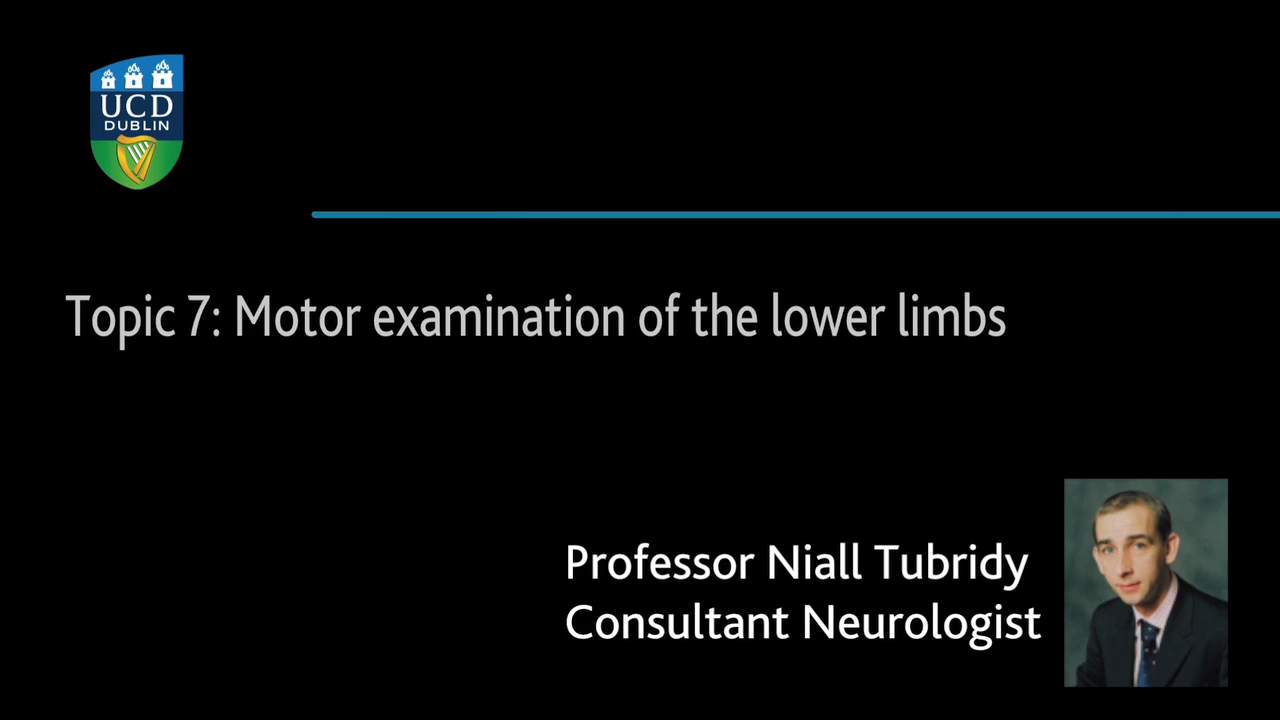 UCD
DUBLIN
Topic 7: Motor examination of the lower limbs
Professor Niall Tubridy
Consultant Neurologist